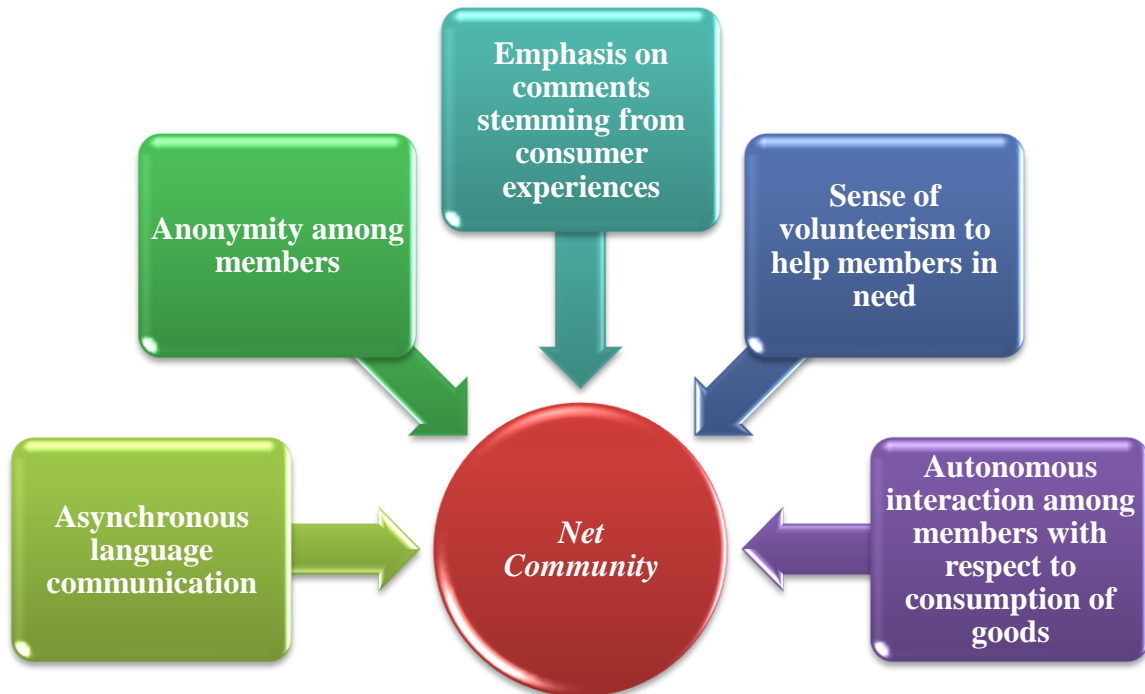 Emphasis on
comments
stemming from
consumer
experiences
Anonymity among
members
Sense of
volunteerism to
help members in
need
Asynchronous
language
communication
Net
Community
Autonomous
interaction among
members with
respect to
consumption of
goods